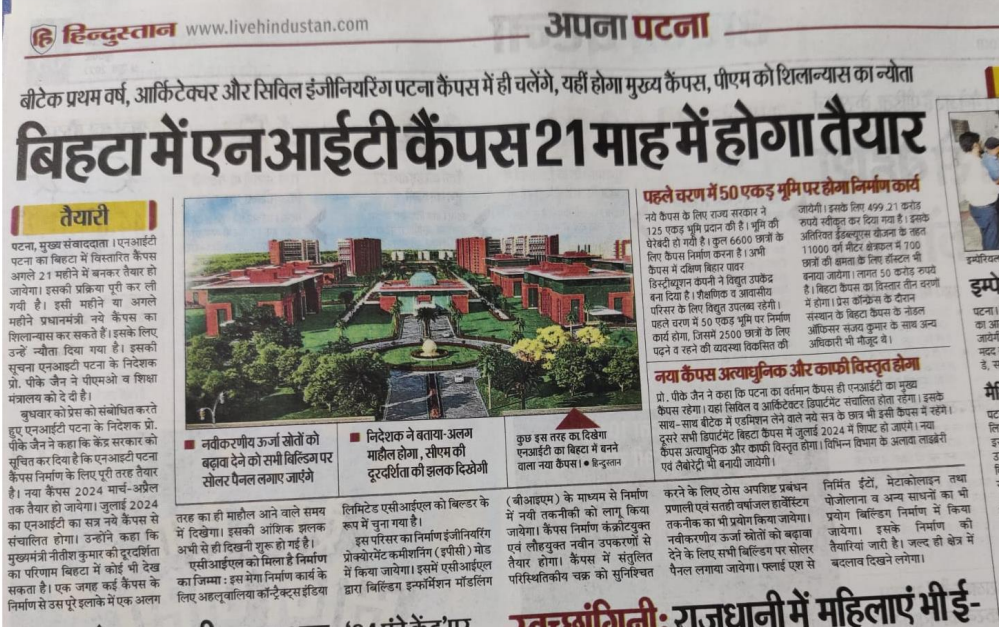 हि हिन्दुस्तान www.livehindustan.com
अपना पटना
बीटेक प्रथम वर्ष, आर्किटेक्चर और सिविल इंजीनियरिंग पटना कैंपस में ही चलेंगे, यहीं होगा मुख्य कैंपस, पीएम को शिलान्यास का न्योता
बिहटा में एनआईटी कैंपस 21 माह में होगा तैयार
तैयारी
पटना, मुख्य संवाददाता। एनआईटी
पटना का बिहटा में विस्तारित कैंपस
अगले 21 महीने में बनकर तैयार हो
जायेगा। इसकी प्रक्रिया पूरी कर ली
गयी है। इसी महीने या अगले
महीने प्रधानमंत्री नये कैंपस का
शिलान्यास कर सकते हैं। इसके लिए
उन्हें न्यौता दिया गया है। इसकी
सूचना एनआईटी पटना के निदेशक
प्रो. पीके जैन ने पीएमओ व शिक्षा
मंत्रालय को दे दी है।
बुधवार को प्रेस को संबोधित करते
हुए एनआईटी पटना के निदेशक प्रो.
पीके जैन ने कहा कि केंद्र सरकार को
सूचित कर दिया है कि एनआईटी पटना
कैंपस निर्माण के लिए पूरी तरह तैयार
है। नया कैंपस 2024 मार्च-अप्रैल
तक तैयार हो जायेगा। जुलाई 2024
का एनआईटी का सत्र नये कैंपस से
संचालित होगा। उन्होंने कहा कि
मुख्यमंत्री नीतीश कुमार की दूरदर्शिता
का परिणाम बिहटा में कोई भी देख
सकता है। एक जगह कई कैंपस के
निर्माण से उस पूरे इलाके में एक अलग
नवीकरणीय ऊर्जा स्रोतों को
बढ़ावा देने को सभी बिल्डिंग पर
सोलर पैनल लगाए जाएंगे
निदेशक ने बताया-अलग
माहौल होगा, सीएम की
दूरदर्शिता की झलक दिखेगी
कुछ इस तरह का दिखेगा
एनआईटी का बिहटा में बनने
वाला नया कैंपस। ● हिन्दुस्तान
तरह का ही माहौल आने वाले समय
में दिखेगा। इसकी आंशिक झलक
अभी से ही दिखनी शुरू हो गई है।
एसीआईएल को मिला है निर्माण
का जिम्मा: इस मेगा निर्माण कार्य के
लिए अहलूवालिया कॉन्ट्रैक्ट्स इंडिया
लिमिटेड एसीआईएल को बिल्डर के
रूप में चुना गया है।
इस परिसर का निर्माण इंजीनियरिंग
प्रोक्योरमेंट कमीशनिंग (इपीसी) मोड
में किया जायेगा। इसमें एसीआईएल
द्वारा बिल्डिंग इन्फॉर्मेशन मॉडलिंग
(बीआइएम) के माध्यम से निर्माण
में नयी तकनीकी को लागू किया
जायेगा। कैंपस निर्माण कंक्रीटयुक्त
एवं लौहयुक्त नवीन उपकरणों से
तैयार होगा। कैंपस में संतुलित
परिस्थितिकीय चक्र को सुनिश्चित
करने के लिए ठोस अपशिष्ट प्रबंधन
प्रणाली एवं सतही वर्षाजल हार्वेस्टिंग
तकनीक का भी प्रयोग किया जायेगा।
नवीकरणीय ऊर्जा स्रोतों को बढ़ावा
देने के लिए सभी बिल्डिंग पर सोलर
पैनल लगाया जायेगा। फ्लाई एश से
निर्मित ईंटों, मेटाकोलाइन तथा
पोजोलाना व अन्य साधनों का भी
प्रयोग बिल्डिंग निर्माण में किया
जायेगा। इसके निर्माण की
तैयारियां जारी है। जल्द ही क्षेत्र में
बदलाव दिखने लगेगा।
पहले चरण में 50 एकड़ भूमि पर होगा निर्माण कार्य
नये कैंपस के लिए राज्य सरकार ने
125 एकड़ भूमि प्रदान की है। भूमि की
घेरेबंदी हो गयी है। कुल 6600 छात्रों के
लिए कैंपस निर्माण करना है। अभी
कैंपस में दक्षिण बिहार पावर
डिस्ट्रीब्यूशन कंपनी ने विद्युत उपकेंद्र
बना दिया है। शैक्षणिक व आवासीय
परिसर के लिए विद्युत उपलब्ध रहेगी।
पहले चरण में 50 एकड़ भूमि पर निर्माण
कार्य होगा, जिसमें 2500 छात्रों के लिए
पढ़ने व रहने की व्यवस्था विकसित की
जायेगी। इसके लिए 499.21 करोड़
रुपये स्वीकृत कर दिया गया है। इसके
अतिरिक्त ईडब्ल्यूएस योजना के तहत
11000 वर्ग मीटर क्षेत्रफल में 700
छात्रों की क्षमता के लिए हॉस्टल भी
बनाया जायेगा। लागत 50 करोड़ रुपये
है। बिहटा कैंपस का विस्तार तीन चरणों
में होगा। प्रेस कॉन्फ्रेंस के दौरान
संस्थान के बिहटा कैंपस के नोडल
ऑफिसर संजय कुमार के साथ अन्य
अधिकारी भी मौजूद थे।
नया कैंपस अत्याधुनिक और काफी विस्तृत होगा
प्रो. पीके जैन ने कहा कि पटना का वर्तमान कैंपस ही एनआईटी का मुख्य
कैंपस रहेगा। यहां सिविल व आर्किटेक्चर डिपार्टमेंट संचालित होता रहेगा। इसके
साथ-साथ बीटेक में एडमिशन लेने वाले नये सत्र के छात्र भी इसी कैंपस में रहेंगे।
दूसरे सभी डिपार्टमेंट बिहटा कैंपस में जुलाई 2024 में शिफ्ट हो जाएंगे। नया
कैंपस अत्याधुनिक और काफी विस्तृत होगा। विभिन्न विभाग के अलावा लाइब्रेरी
एवं लैबोरेट्री भी बनायी जायेगी।
राजधानी में महिलाएं भी ई-